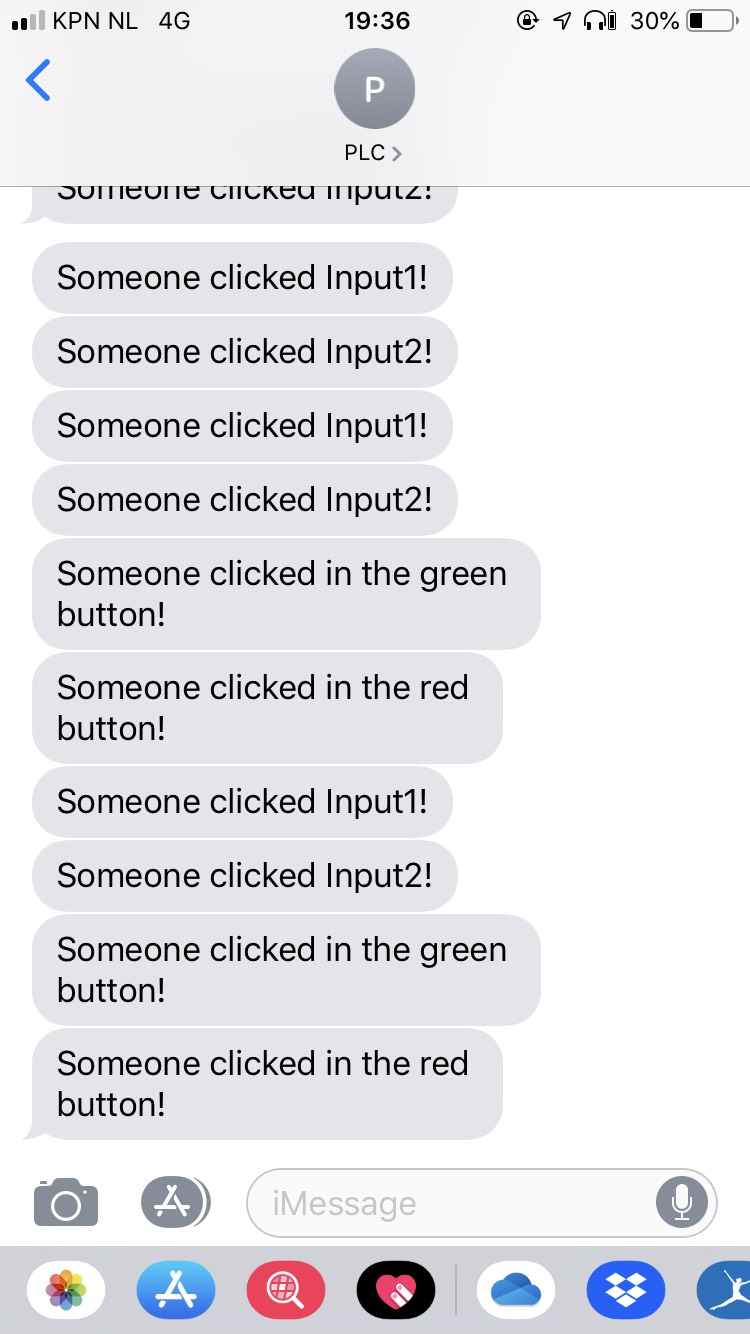 KPN NL 4G 19:36 30%
P
PLC
Someone clicked Input2!
Someone clicked Input1!
Someone clicked Input2!
Someone clicked Input1!
Someone clicked Input2!
Someone clicked in the green
button!
Someone clicked in the red
button!
Someone clicked Input1!
Someone clicked Input2!
Someone clicked in the green
button!
Someone clicked in the red
button!
iMessage